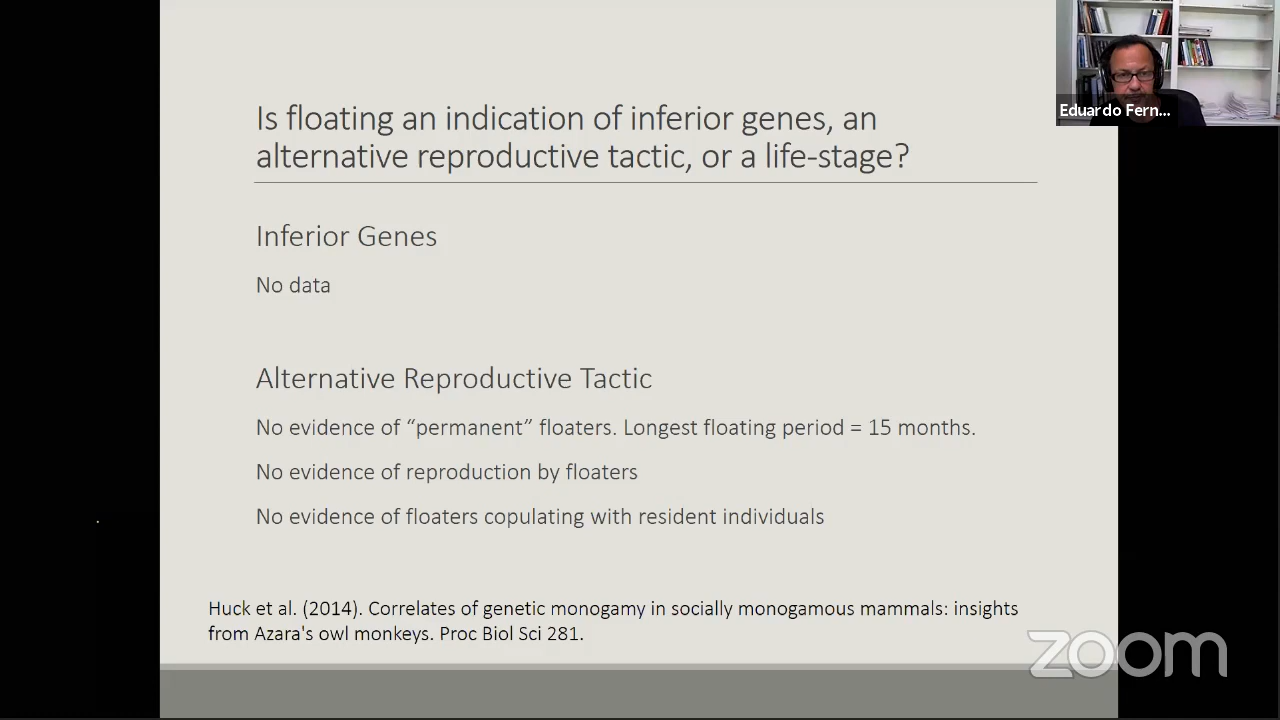 Is floating an indication of inferior genes, an
alternative reproductive tactic, or a life-stage?
Inferior Genes
No data
Alternative Reproductive Tactic
No evidence of “permanent” floaters. Longest floating period = 15 months.
No evidence of reproduction by floaters
No evidence of floaters copulating with resident individuals
Huck et al. (2014). Correlates of genetic monogamy in socially monogamous mammals: insights
from Azara's owl monkeys. Proc Biol Sci 281.
Eduardo Fern...
zoom